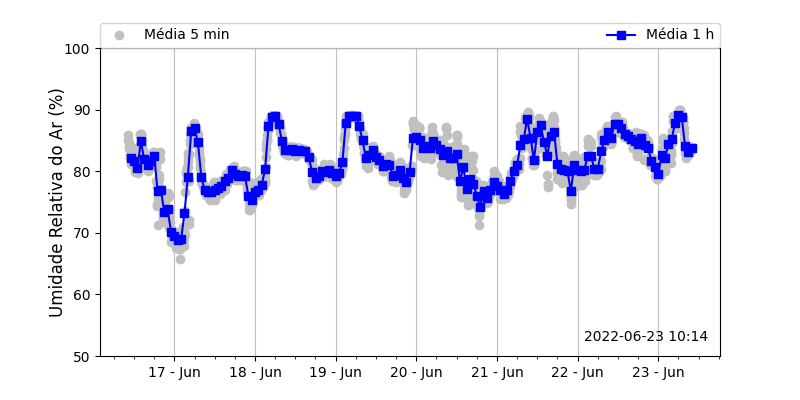 Média 5 min
Média 1 h
Umidade Relativa do Ar (%)
100
90
80
70
60
50
2022-06-23 10:14
17 - Jun
18 - Jun
19 - Jun
20 - Jun
21 - Jun
22 - Jun
23 - Jun